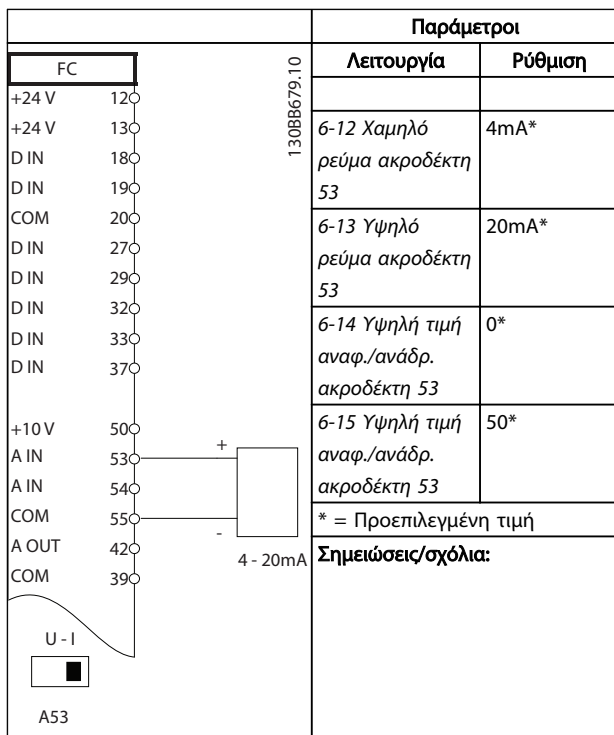 FC
+24 V 12
+24 V 13
D IN 18
D IN 19
COM 20
D IN 27
D IN 29
D IN 32
D IN 33
D IN 37
+10 V 50
A IN 53
A IN 54
COM 55
A OUT 42
COM 39
+
-
4 - 20mA
U - I
A53
130BB679.10
Παράμετροι
Λειτουργία Ρύθμιση
6-12 Χαμηλό 4mA*
ρεύμα ακροδέκτη
53
6-13 Υψηλό 20mA*
ρεύμα ακροδέκτη
53
6-14 Υψηλή τιμή 0*
αναφ./ανάδρ.
ακροδέκτη 53
6-15 Υψηλή τιμή 50*
αναφ./ανάδρ.
ακροδέκτη 53
* = Προεπιλεγμένη τιμή
Σημειώσεις/σχόλια: